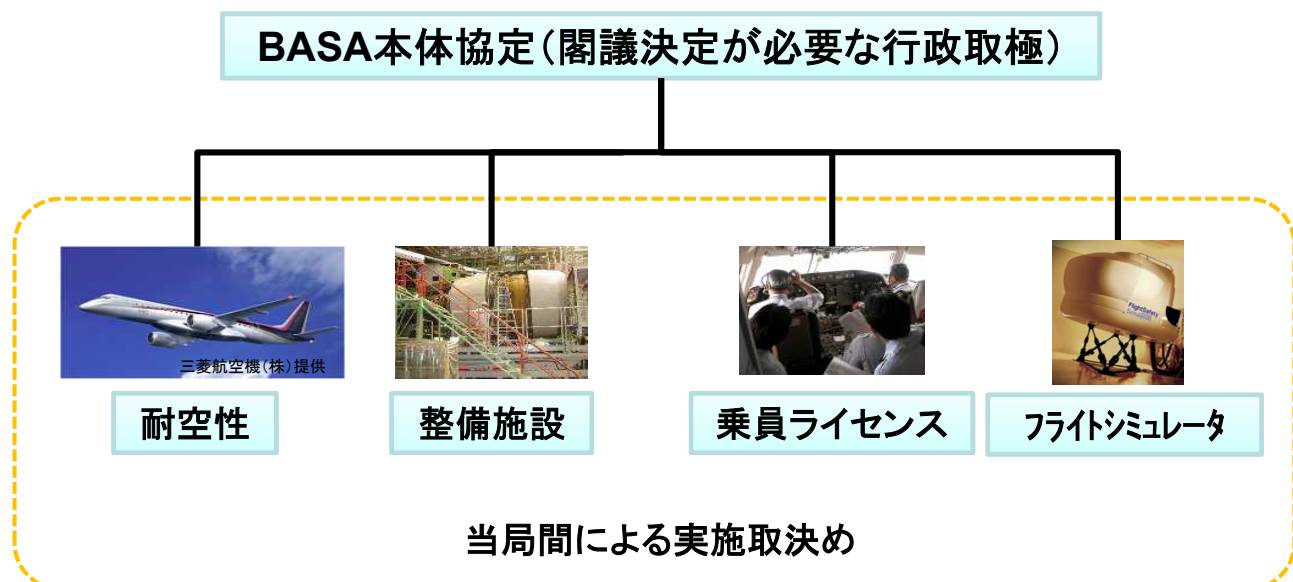 BASA本体協定（閣議決定が必要な行政取極）
三菱航空機（株）提供
FlightSafety
Simulation
耐空性
整備施設
乗員ライセンス
フライトシミュレータ
当局間による実施取決め